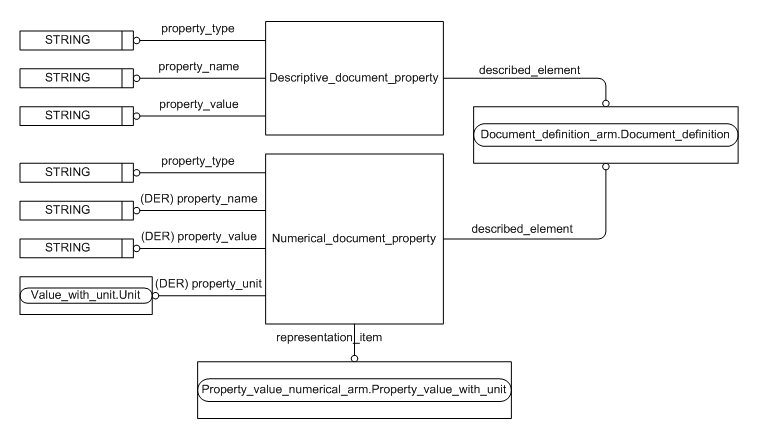 STRING
property_type
STRING
property_name
Descriptive_document_property
described_element
STRING
property_value
Document_definition_arm.Document_definition
STRING
property_type
STRING
(DER) property_name
STRING
(DER) property_value
Numerical_document_property
described_element
Value_with_unit.Unit
(DER) property_unit
representation_item
Property_value_numerical_arm.Property_value_with_unit